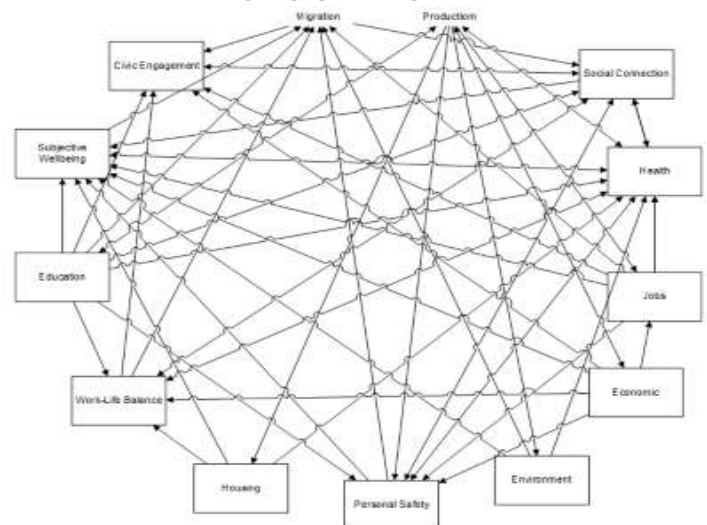 Migration
Production
Civic Engagement
Social Connection
Subjective
Wellbeing
Health
Education
Jobs
Work-Life Balance
Economic
Housing
Personal Safety
Environment